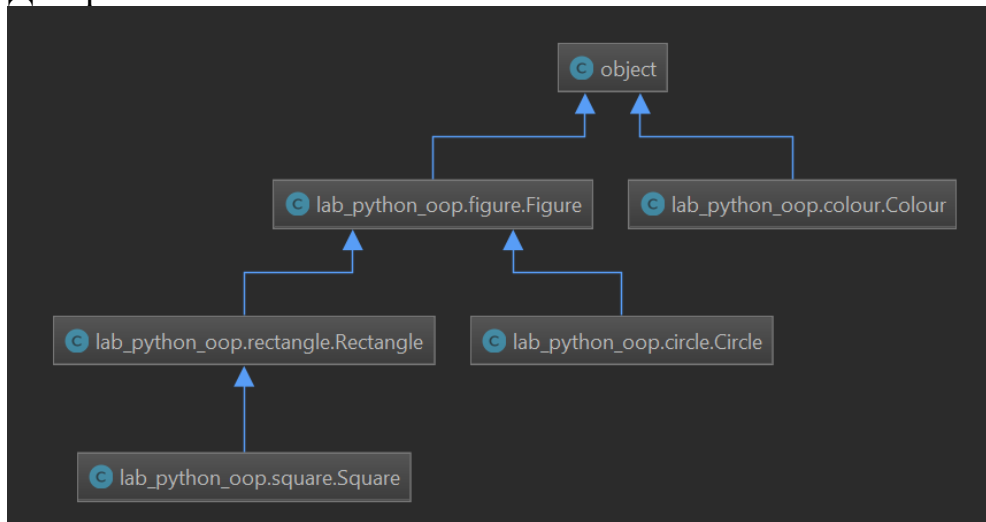 object
lab_python_oop.figure.Figure
lab_python_oop.colour.Colour
lab_python_oop.rectangle.Rectangle
lab_python_oop.circle.Circle
lab_python_oop.square.Square